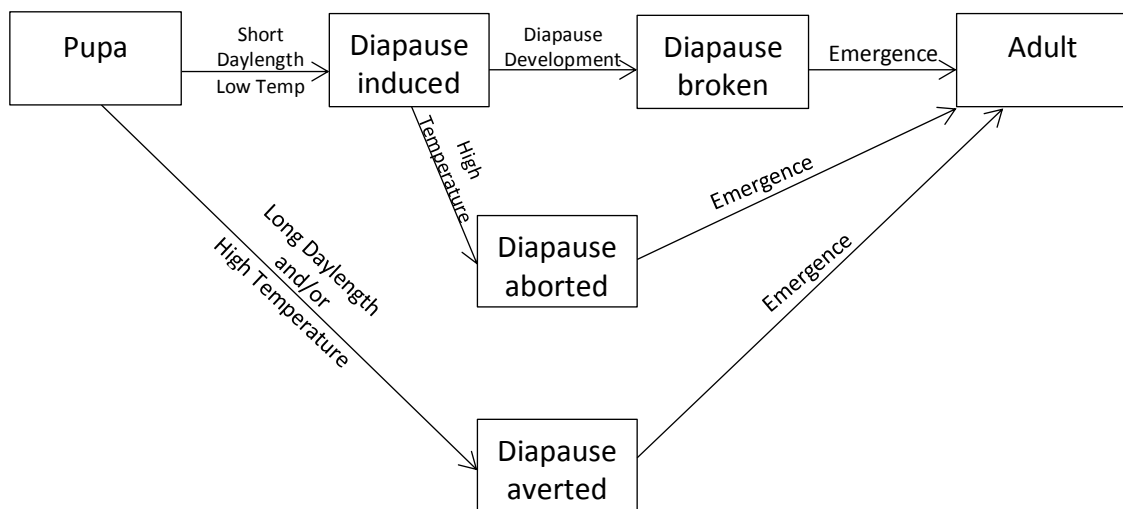 Pupa
Short
Daylength
Low Temp
Diapause
induced
Diapause
Development
Diapause
broken
Emergence
Adult
High
Temperature
Diapause
aborted
Emergence
Long Daylength
and/or
High Temperature
Diapause
averted
Emergence